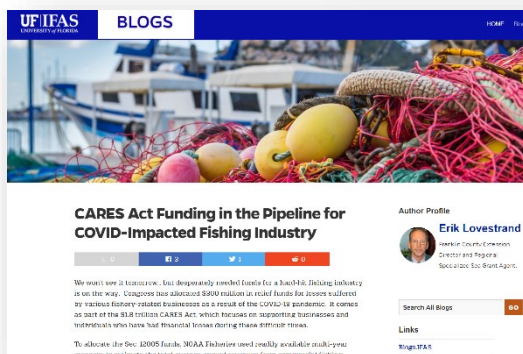 UF|IFAS
UNIVERSITY of FLORIDA
BLOGS
HOME
CARES Act Funding in the Pipeline for
COVID-Impacted Fishing Industry
0
3
1
0
We won't see it tomorrow, but desperately needed funds for a hard-hit fishing industry
is on the way. Congress has allocated $300 million in relief funds for losses suffered
by various fishery-related businesses as a result of the COVID-19 pandemic. It comes
as part of the $1.8 trillion CARES Act, which focuses on supporting businesses and
individuals who have had financial losses during these difficult times.
To allocate the Sec. 12005 funds, NOAA Fisheries used readily available multi-year
Author Profile
Erik Lovestrand
Franklin County Extension
Director and Regional
Specialized Sea Grant Agent.
Search All Blogs
GO
Links
Blogs.IFAS